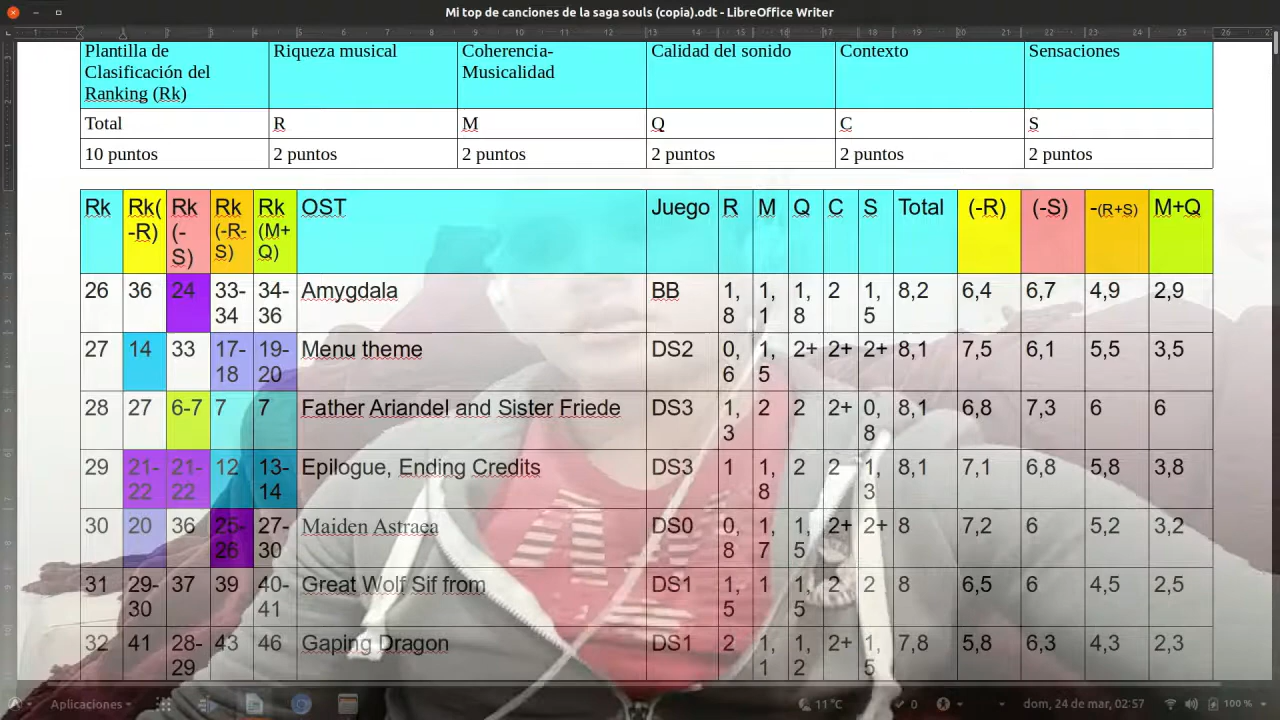 Mi top de canciones de la saga souls (copia).odt - LibreOffice Writer
Plantilla de Clasificación del Ranking (Rk) Riqueza musical Coherencia-Musicalidad Calidad del sonido Contexto Sensaciones
Total R M Q C S
10 puntos 2 puntos 2 puntos 2 puntos 2 puntos 2 puntos
Rk Rk(-R) Rk (-S) Rk (-R-S) Rk (M+Q) OST Juego R M Q C S Total (-R) (-S) -(R+S) M+Q
26 36 24 33-34 34-36 Amygdala BB 1,8 1,1 1,8 2 1,5 8,2 6,4 6,7 4,9 2,9
27 14 33 17-18 19-20 Menu theme DS2 0,6 1,5 2+ 2+ 2+ 8,1 7,5 6,1 5,5 3,5
28 27 6-7 7 7 Father Ariandel and Sister Friede DS3 1,3 2 2 2+ 0,8 8,1 6,8 7,3 6 6
29 21-22 21-22 12 13-14 Epilogue, Ending Credits DS3 1 1,8 2 2 1,3 8,1 7,1 6,8 5,8 3,8
30 20 36 25-26 27-30 Maiden Astraea DS0 0,8 1,7 1,5 2+ 2+ 8 7,2 6 5,2 3,2
31 29-30 37 39 40-41 Great Wolf Sif from DS1 1,5 1 1,5 2 2 8 6,5 6 4,5 2,5
32 41 28-29 43 46 Gaping Dragon DS1 2 1,1 1,2 2+ 1,5 7,8 5,8 6,3 4,3 2,3
Aplicaciones 11°C 0 dom, 24 de mar, 02:57 100 %